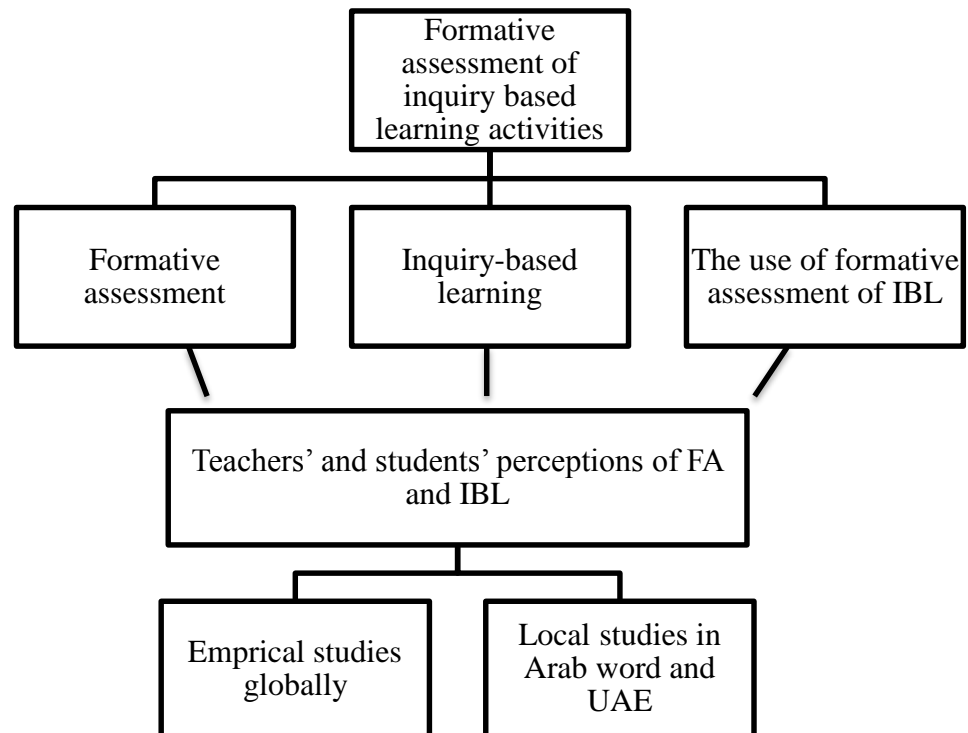 Formative
assessment of
inquiry based
learning activities
Formative
assessment
Inquiry-based
learning
The use of formative
assessment of IBL
Teachers’ and students’ perceptions of FA
and IBL
Emprical studies
globally
Local studies in
Arab word and
UAE